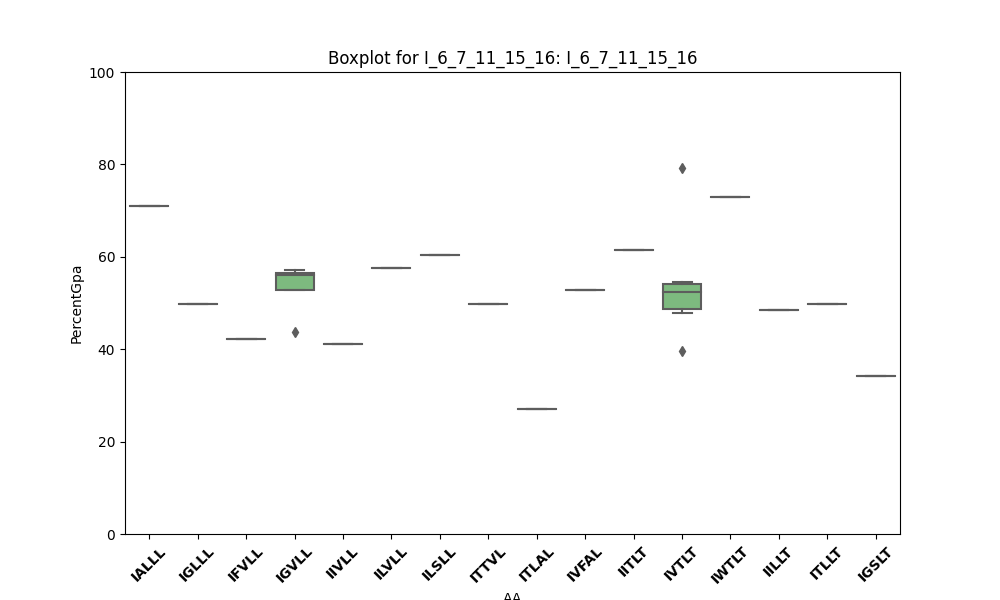 Boxplot for I_6_7_11_15_16: I_6_7_11_15_16
100
80
60
40
20
0
PercentGpa
IALLL
IGLLL
IFVLL
IGVLL
IIVLL
ILVLL
ILSLL
ITTVL
ITLAL
IVFAL
IITLT
IVTLT
IWTLT
IILLT
ITLLT
IGSLT
AA